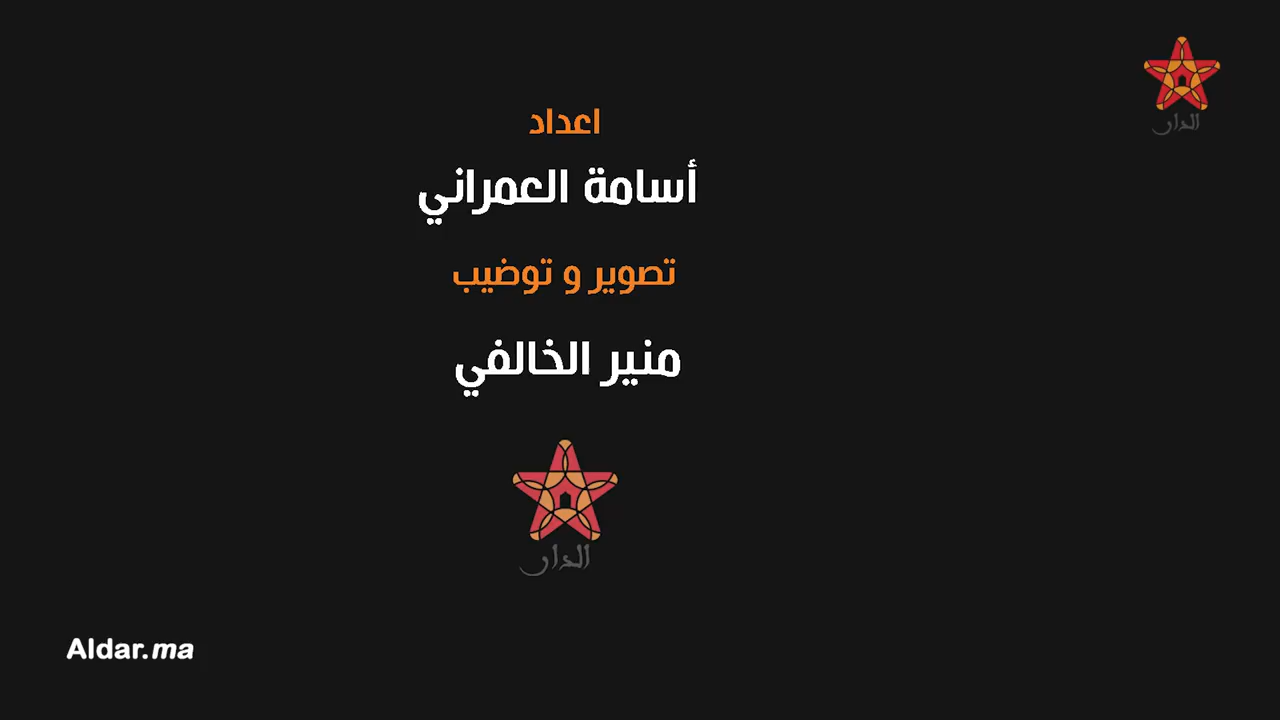 الدار
اعداد
أسامة العمراني
تصوير و توضيب
منير الخالفي
الدار
Aldar.ma